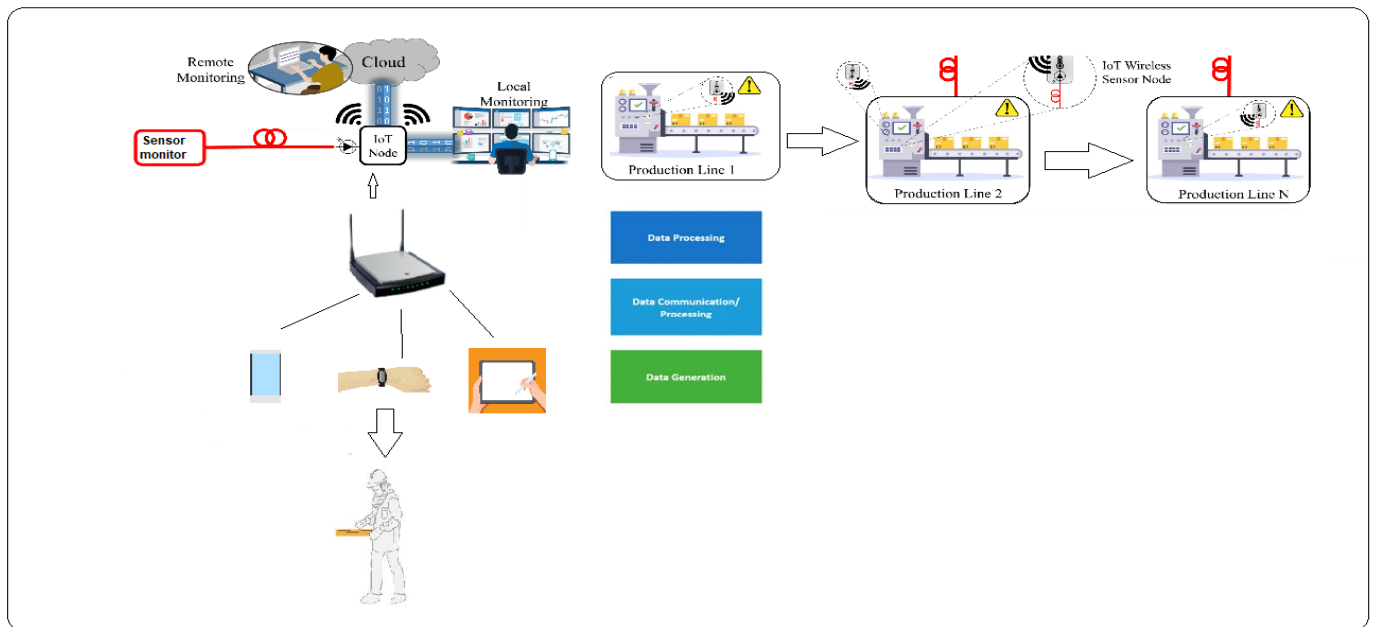 Remote
Monitoring
Cloud
Local
Monitoring
Sensor
monitor
IoT
Node
Production Line 1
IoT Wireless
Sensor Node
Production Line 2
Production Line N
Data Processing
Data Communication/
Processing
Data Generation